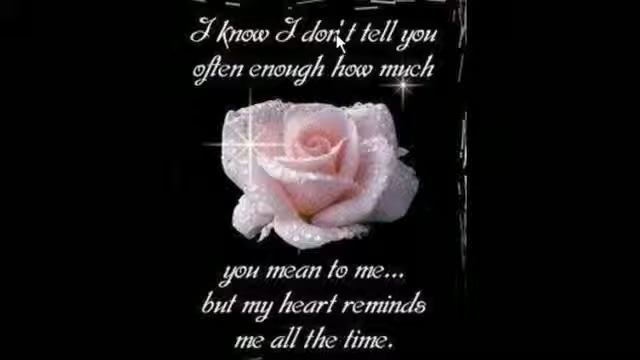 I know I don't tell you
often enough how much
you mean to me...
but my heart reminds
me all the time.